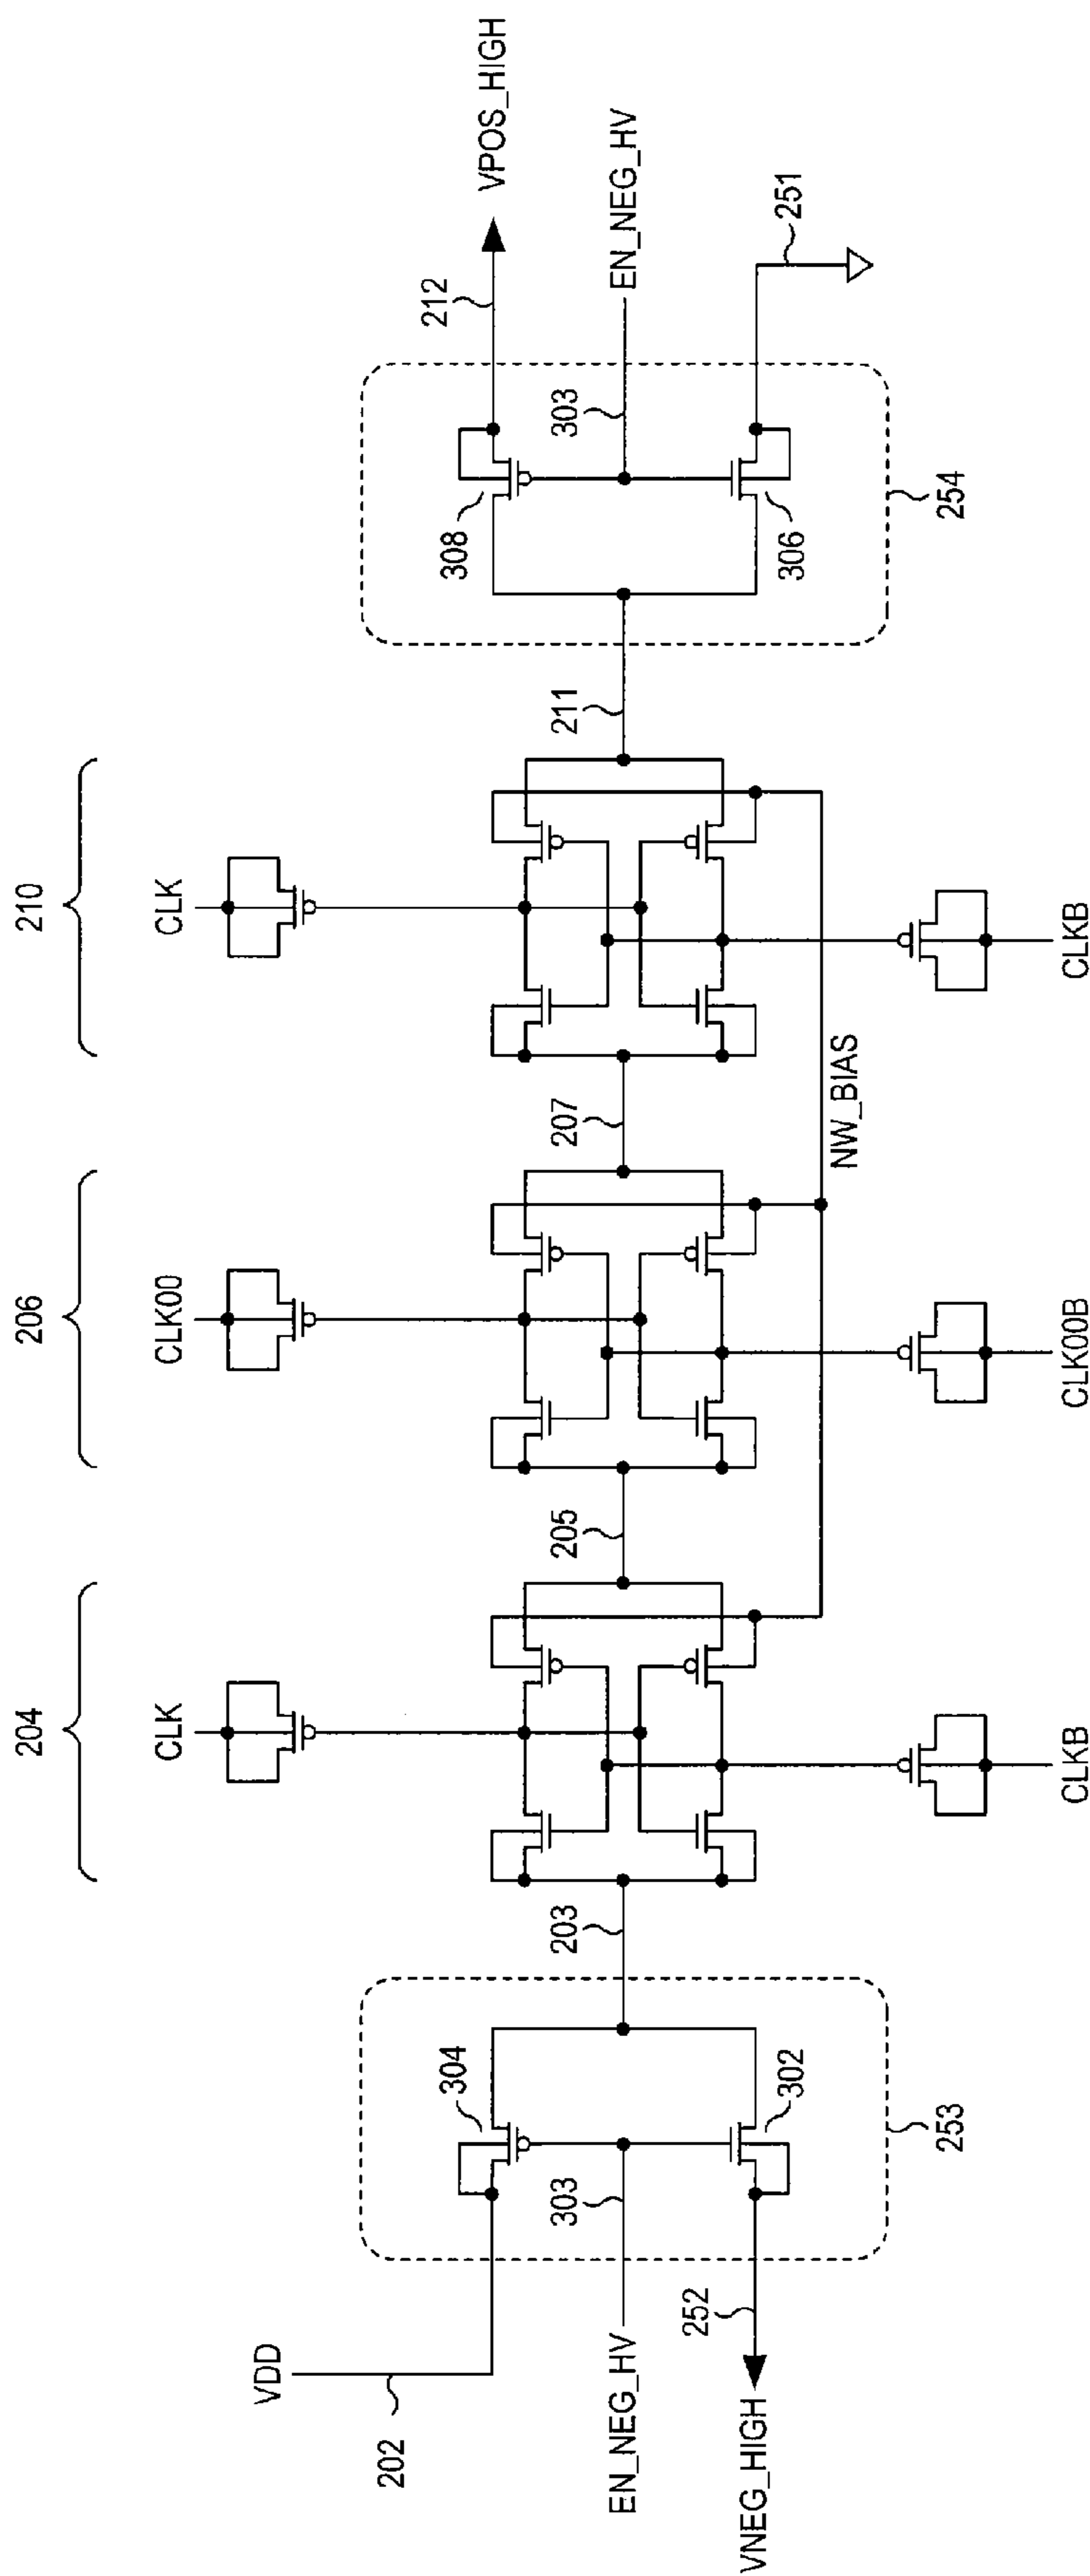 204
206
210
CLK
CLK00
CLK
VDD
202
304
VPOS_HIGH
212
308
203
205
207
211
303
303
EN_NEG_HV
EN_NEG_HV
302
306
251
252
VNEG_HIGH
NW_BIAS
253
254
CLKB
CLK00B
CLKB